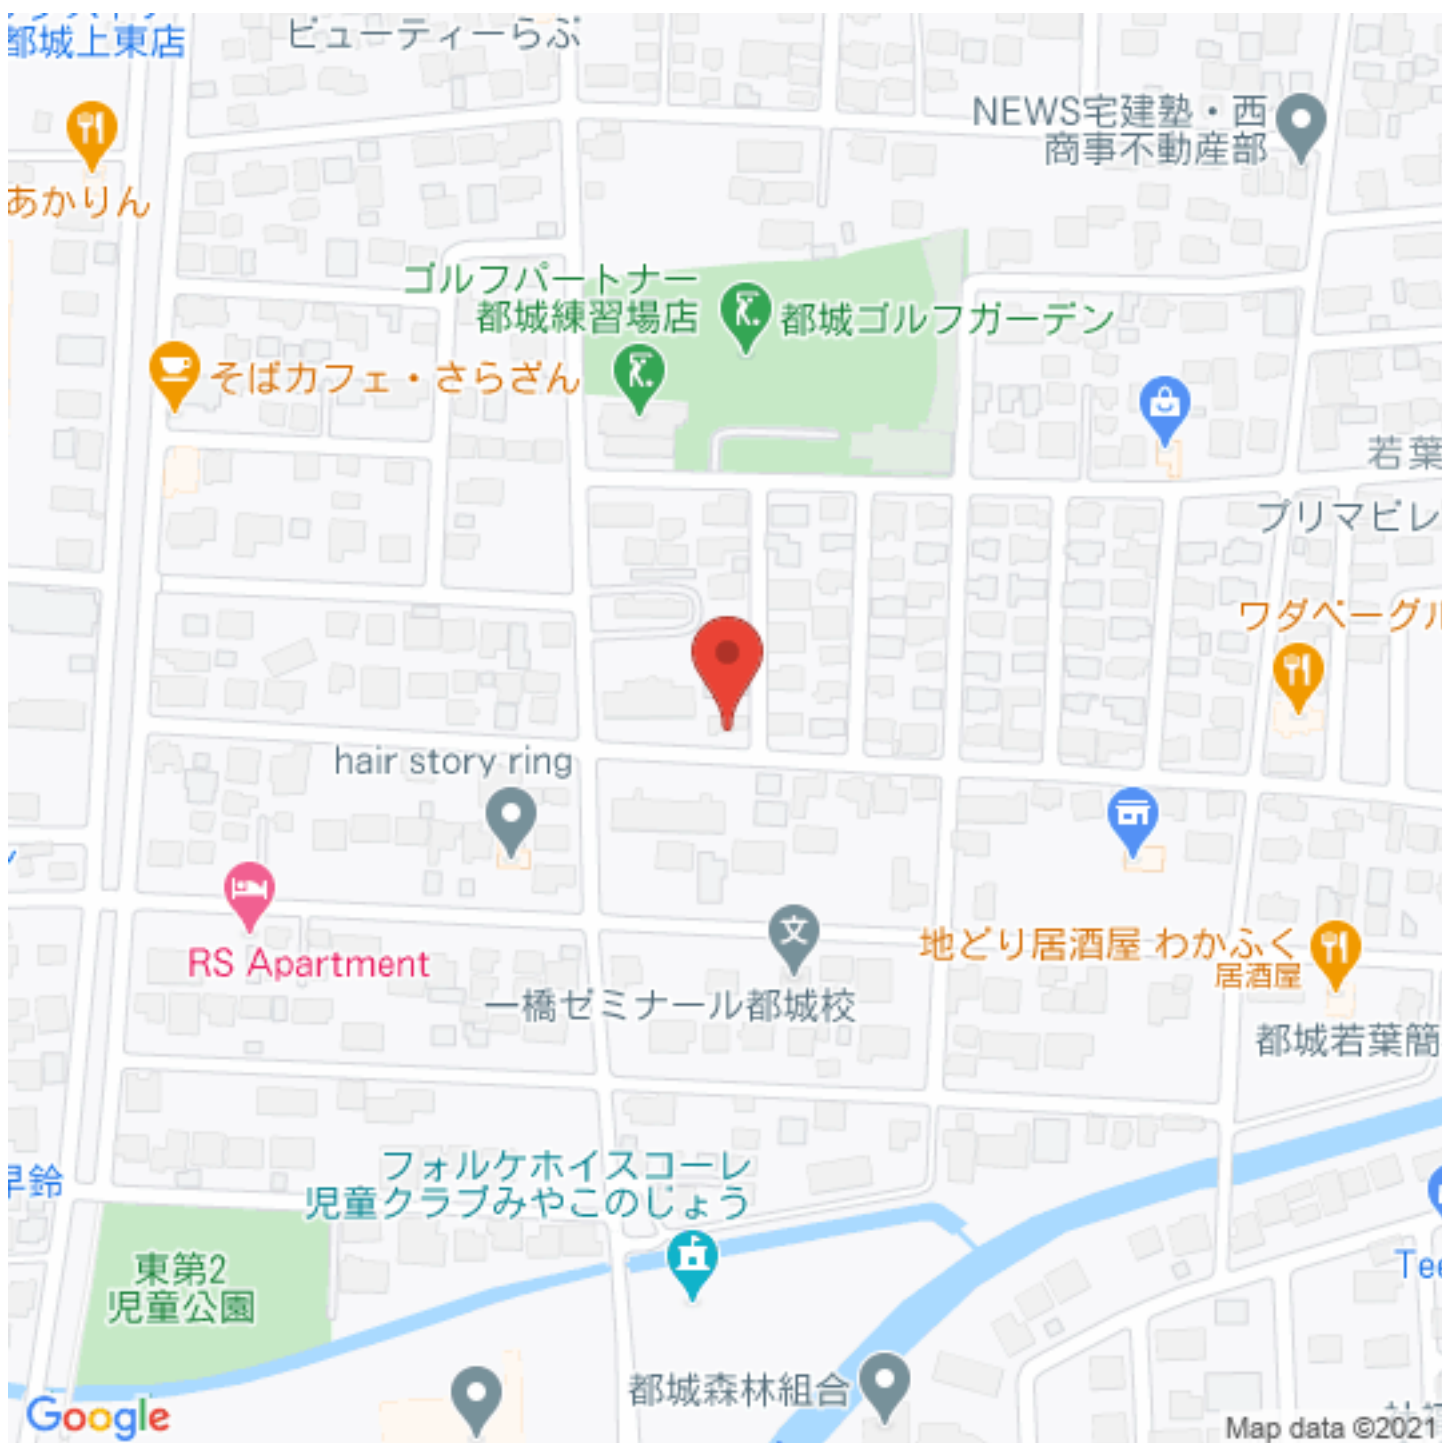 都城上東店
ビューティーらぶ
NEWS宅建塾・西
商事不動産部
あかりん
ゴルフパートナー
都城練習場店
都城ゴルフガーデン
そばカフェ・さらざん
若葉
プリマビレ
ワダベーグル
hair story ring
RS Apartment
地どり居酒屋 わかふく
居酒屋
一橋ゼミナール都城校
都城若葉簡
フォルケホイスコーレ
児童クラブみやこのじょう
早鈴
東第2
児童公園
Tee
都城森林組合
Google
Map data ©2021